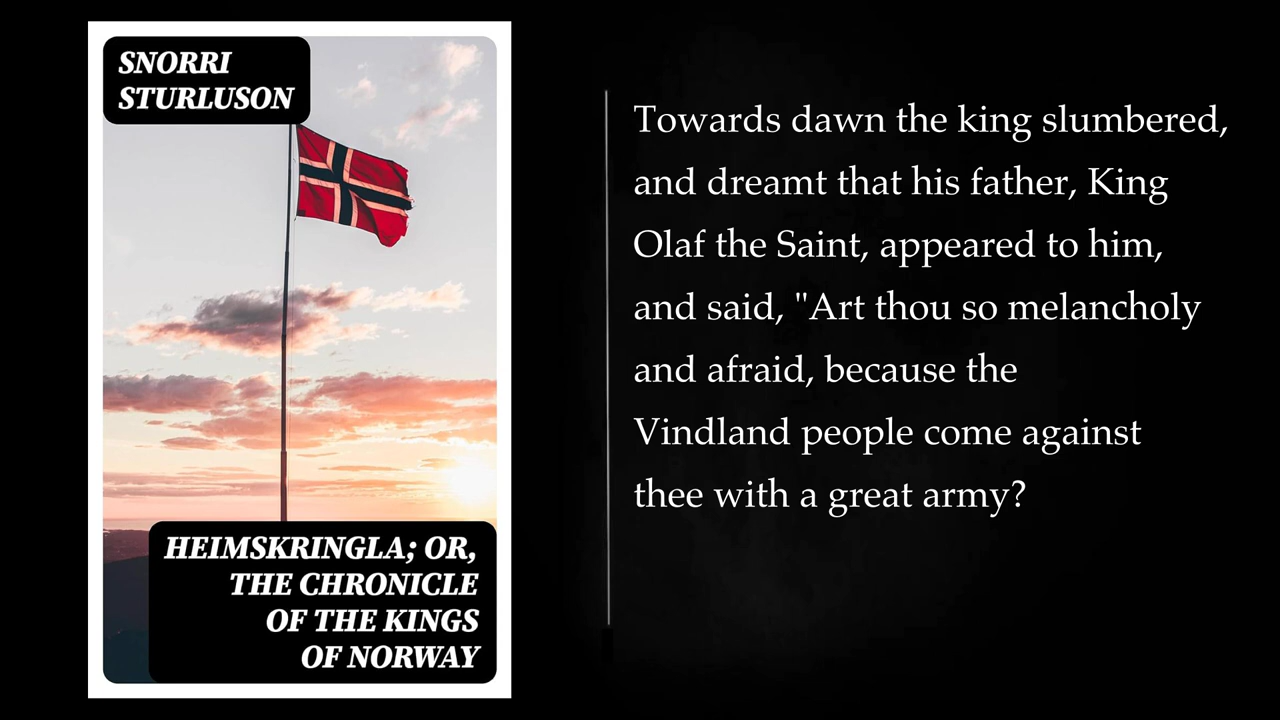 SNORRI
STURLUSON
HEIMSKRINGLA; OR,
THE CHRONICLE
OF THE KINGS
OF NORWAY
Towards dawn the king slumbered,
and dreamt that his father, King
Olaf the Saint, appeared to him,
and said, "Art thou so melancholy
and afraid, because the
Vindland people come against
thee with a great army?